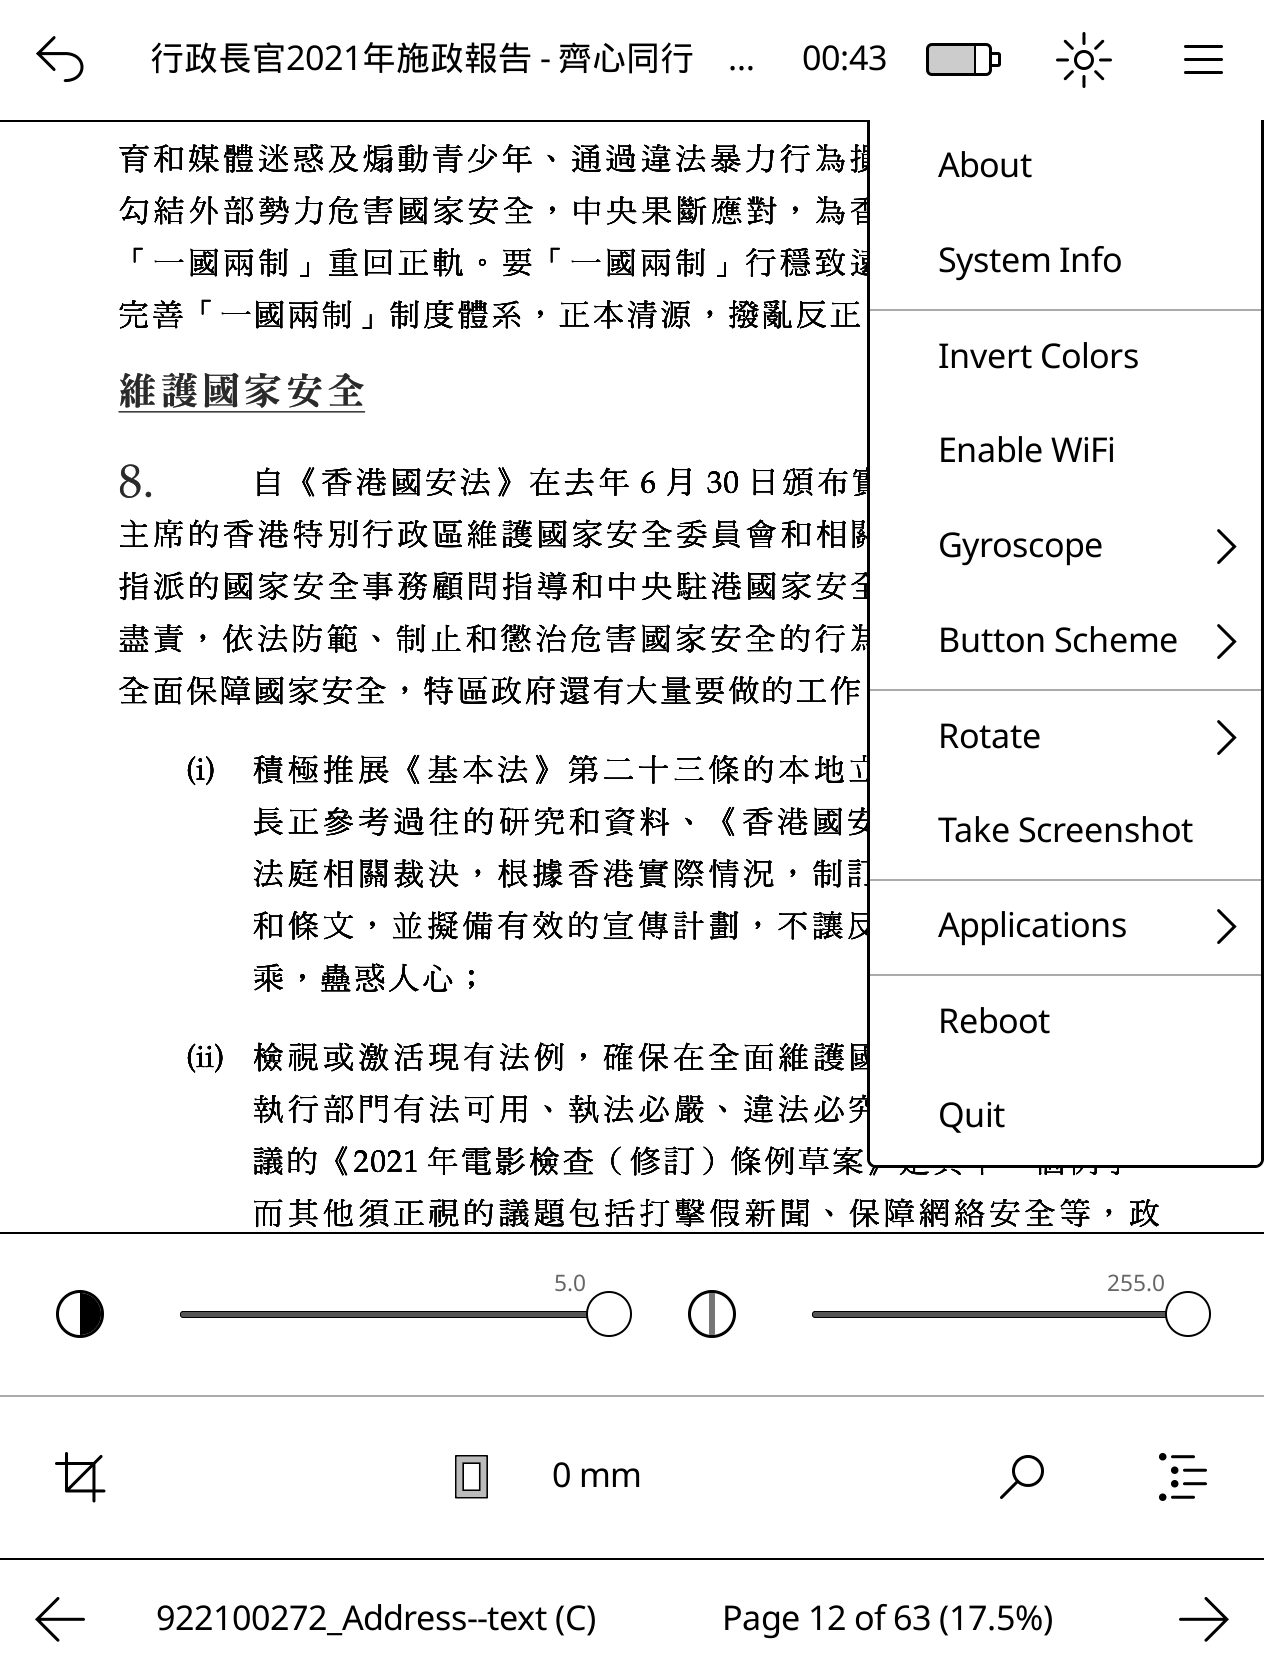 行政長官2021年施政報告 - 齊心同行 ... 00:43
育和媒體迷惑及煽動青少年、通過違法暴力行為損
勾結外部勢力危害國家安全，中央果斷應對，為香
「一國兩制」重回正軌。要「一國兩制」行穩致遠
完善「一國兩制」制度體系，正本清源，撥亂反正
維護國家安全
8. 自《香港國安法》在去年 6 月 30 日頒布實
主席的香港特別行政區維護國家安全委員會和相關
指派的國家安全事務顧問指導和中央駐港國家安全
盡責，依法防範、制止和懲治危害國家安全的行為
全面保障國家安全，特區政府還有大量要做的工作
(i) 積極推展《基本法》第二十三條的本地立
長正參考過往的研究和資料、《香港國安
法庭相關裁決，根據香港實際情況，制訂
和條文，並擬備有效的宣傳計劃，不讓反
乘，蠱惑人心；
(ii) 檢視或激活現有法例，確保在全面維護國
執行部門有法可用、執法必嚴、違法必究
議的《2021 年電影檢查（修訂）條例草案》
而其他須正視的議題包括打擊假新聞、保障網絡安全等，政
About
System Info
Invert Colors
Enable WiFi
Gyroscope
Button Scheme
Rotate
Take Screenshot
Applications
Reboot
Quit
5.0 255.0
0 mm
922100272_Address--text (C) Page 12 of 63 (17.5%)